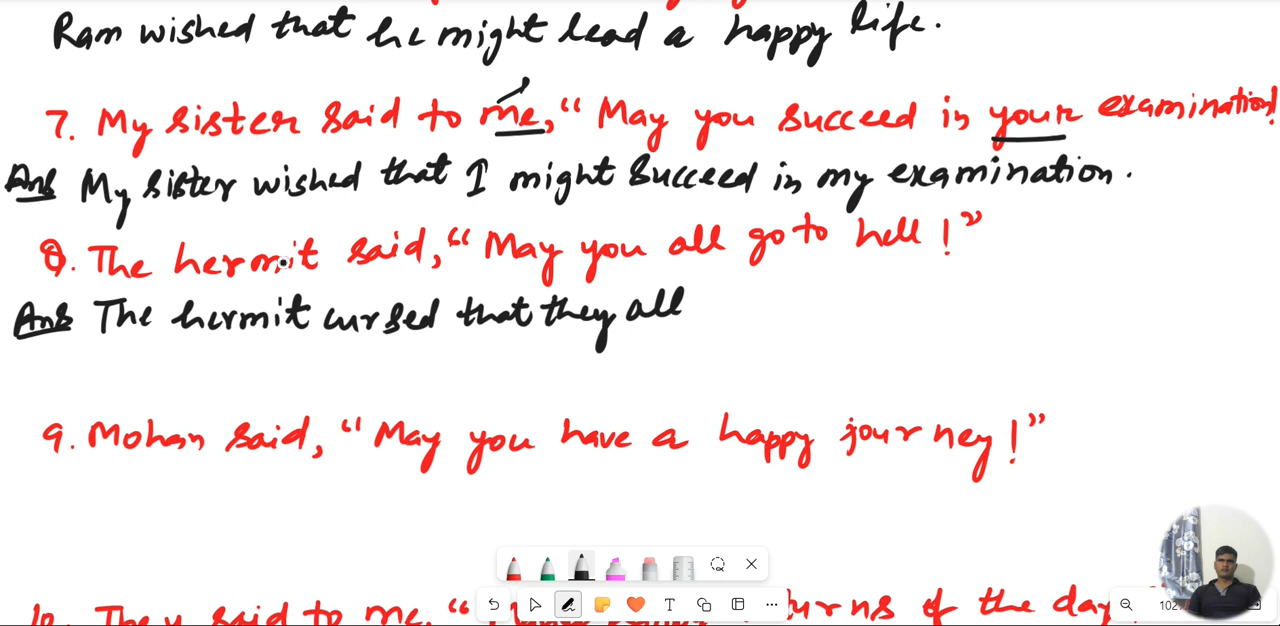 Ram wished that he might lead a happy life.
7. My sister said to me, "May you succeed in your examination!
Ans My sister wished that I might succeed in my examination.
8. The hermit said, "May you all go to hell!"
Ans The hermit cursed that they all
9. Mohan said, "May you have a happy journey!"
T
10. They said to me, " urns of the day,
102